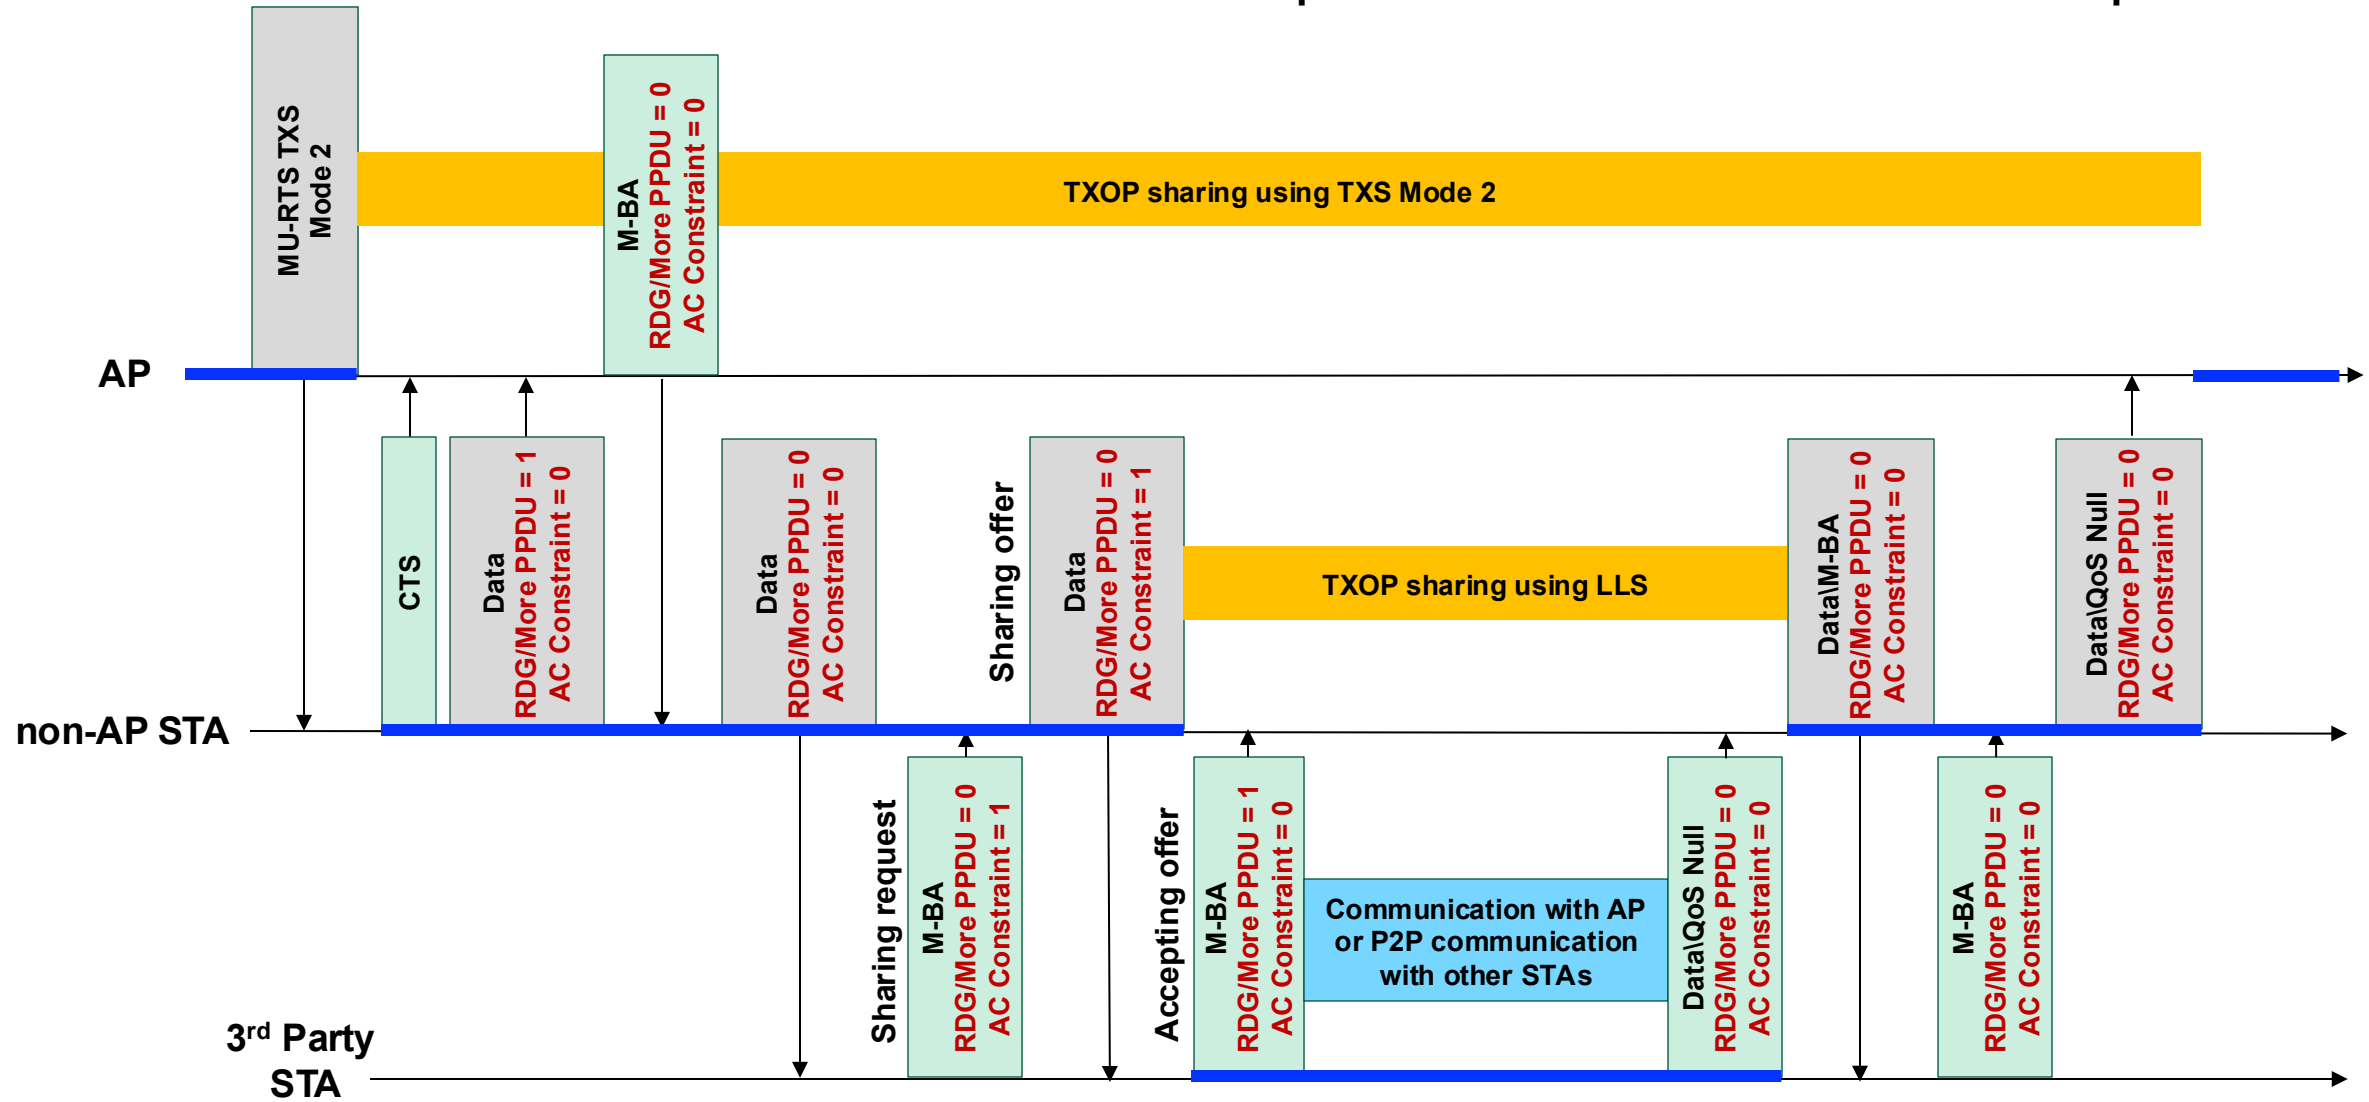 MU-RTS TXS
Mode 2
M-BA
RDG/More PPDU = 0
AC Constraint = 0
TXOP sharing using TXS Mode 2
AP
CTS
Data
RDG/More PPDU = 1
AC Constraint = 0
Data
RDG/More PPDU = 0
AC Constraint = 0
Sharing offer
Data
RDG/More PPDU = 0
AC Constraint = 1
TXOP sharing using LLS
Data\M-BA
RDG/More PPDU = 0
AC Constraint = 0
Data\QoS Null
RDG/More PPDU = 0
AC Constraint = 0
non-AP STA
Sharing request
M-BA
RDG/More PPDU = 0
AC Constraint = 1
Accepting offer
M-BA
RDG/More PPDU = 1
AC Constraint = 0
Communication with AP
or P2P communication
with other STAs
Data\QoS Null
RDG/More PPDU = 0
AC Constraint = 0
M-BA
RDG/More PPDU = 0
AC Constraint = 0
3rd Party
STA